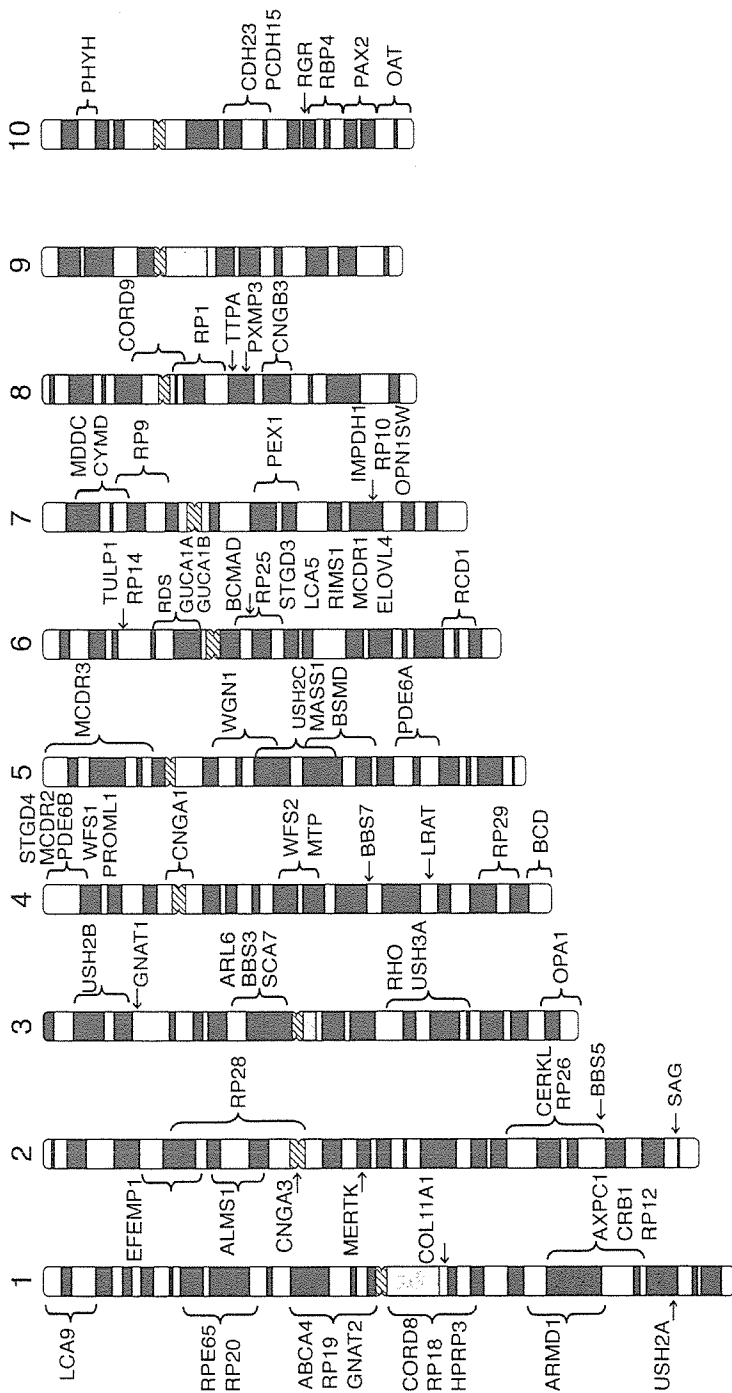 1
LCA9
RPE65
RP20
ABCA4
RP19
GNAT2
CORD8
RP18
HPRP3
ARMD1
USH2A
COL11A1
AXPC1
CRB1
RP12
2
EFEMP1
ALMS1
CNGA3
MERTK
RP28
CERKL
RP26
BBS5
SAG
3
USH2B
GNAT1
ARL6
BBS3
SCA7
RHO
USH3A
OPA1
4
STGD4
MCDR2
PDE6B
WFS1
PROML1
CNGA1
WFS2
MTP
BBS7
LRAT
RP29
BCD
5
MCDR3
WGN1
USH2C
MASS1
BSMD
PDE6A
6
TULP1
RP14
RDS
GUCA1A
GUCA1B
BCMAD
RP25
STGD3
LCA5
RIMS1
MCDR1
ELOVL4
RCD1
7
MDDC
CYMD
RP9
PEX1
IMPDH1
RP10
OPN1SW
8
CORD9
RP1
TTPA
PXMP3
CNGB3
9
10
PHYH
CDH23
PCDH15
RGR
RBP4
PAX2
OAT